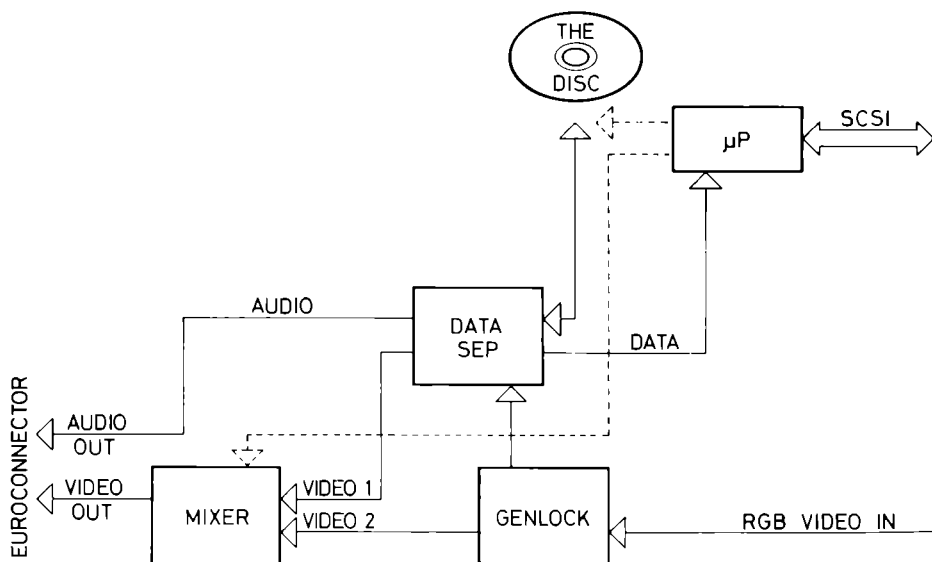 THE
DISC
µP
SCSI
AUDIO
DATA
SEP
DATA
EUROCONNECTOR
AUDIO
OUT
VIDEO
OUT
MIXER
VIDEO 1
VIDEO 2
GENLOCK
RGB VIDEO IN